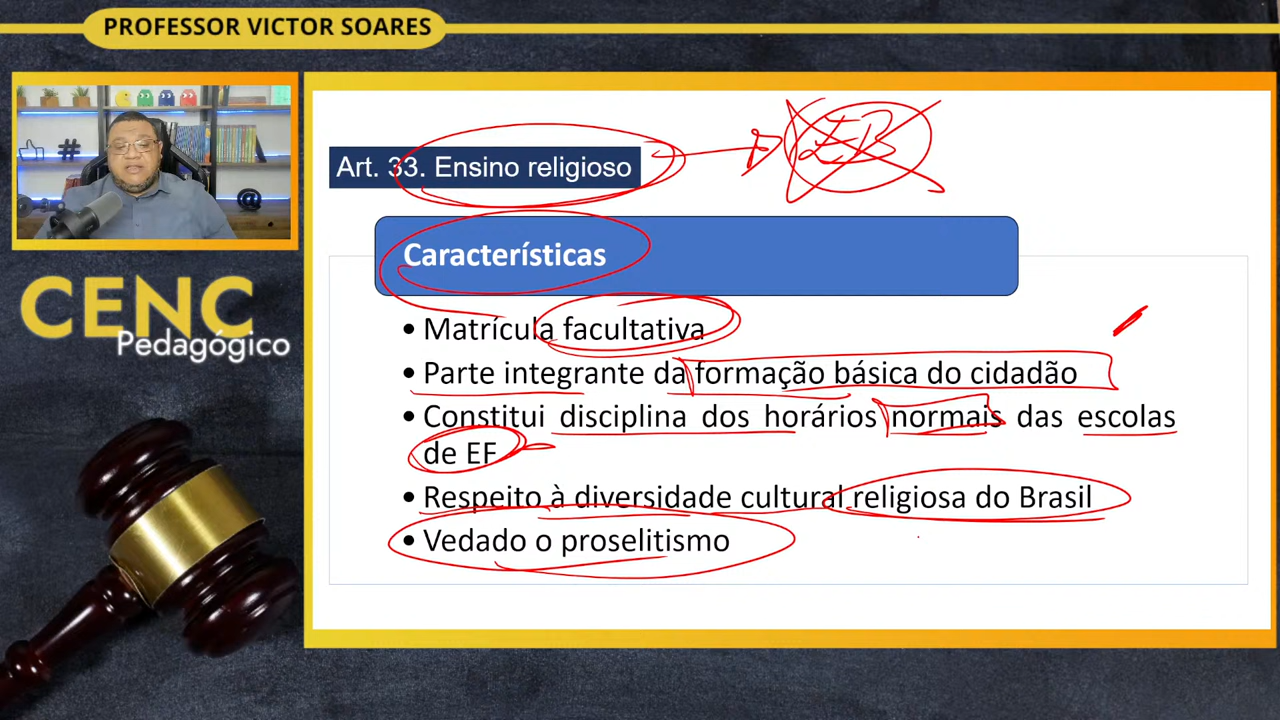 PROFESSOR VICTOR SOARES
Art. 33. Ensino religioso
EB
Características
• Matrícula facultativa
• Parte integrante da formação básica do cidadão
• Constitui disciplina dos horários normais das escolas
de EF
• Respeito à diversidade cultural religiosa do Brasil
• Vedado o proselitismo
CENC
Pedagógico
#
@